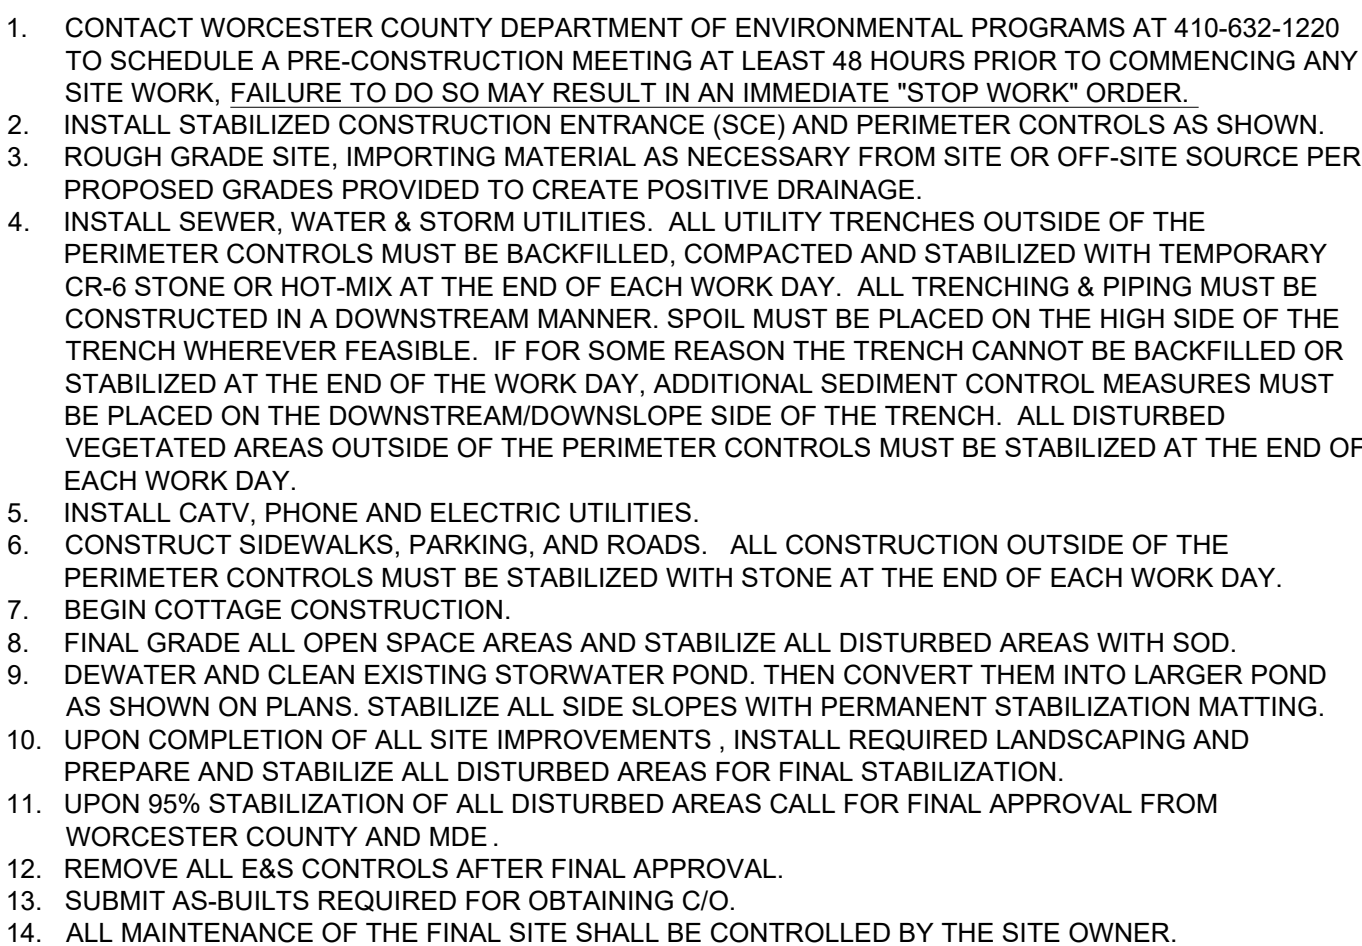 1. CONTACT WORCESTER COUNTY DEPARTMENT OF ENVIRONMENTAL PROGRAMS AT 410-632-1220
TO SCHEDULE A PRE-CONSTRUCTION MEETING AT LEAST 48 HOURS PRIOR TO COMMENCING ANY
SITE WORK, FAILURE TO DO SO MAY RESULT IN AN IMMEDIATE "STOP WORK" ORDER.
2. INSTALL STABILIZED CONSTRUCTION ENTRANCE (SCE) AND PERIMETER CONTROLS AS SHOWN.
3. ROUGH GRADE SITE, IMPORTING MATERIAL AS NECESSARY FROM SITE OR OFF-SITE SOURCE PER
PROPOSED GRADES PROVIDED TO CREATE POSITIVE DRAINAGE.
4. INSTALL SEWER, WATER & STORM UTILITIES. ALL UTILITY TRENCHES OUTSIDE OF THE
PERIMETER CONTROLS MUST BE BACKFILLED, COMPACTED AND STABILIZED WITH TEMPORARY
CR-6 STONE OR HOT-MIX AT THE END OF EACH WORK DAY. ALL TRENCHING & PIPING MUST BE
CONSTRUCTED IN A DOWNSTREAM MANNER. SPOIL MUST BE PLACED ON THE HIGH SIDE OF THE
TRENCH WHEREVER FEASIBLE. IF FOR SOME REASON THE TRENCH CANNOT BE BACKFILLED OR
STABILIZED AT THE END OF THE WORK DAY, ADDITIONAL SEDIMENT CONTROL MEASURES MUST
BE PLACED ON THE DOWNSTREAM/DOWNSLOPE SIDE OF THE TRENCH. ALL DISTURBED
VEGETATED AREAS OUTSIDE OF THE PERIMETER CONTROLS MUST BE STABILIZED AT THE END OF
EACH WORK DAY.
5. INSTALL CATV, PHONE AND ELECTRIC UTILITIES.
6. CONSTRUCT SIDEWALKS, PARKING, AND ROADS. ALL CONSTRUCTION OUTSIDE OF THE
PERIMETER CONTROLS MUST BE STABILIZED WITH STONE AT THE END OF EACH WORK DAY.
7. BEGIN COTTAGE CONSTRUCTION.
8. FINAL GRADE ALL OPEN SPACE AREAS AND STABILIZE ALL DISTURBED AREAS WITH SOD.
9. DEWATER AND CLEAN EXISTING STORWATER POND. THEN CONVERT THEM INTO LARGER POND
AS SHOWN ON PLANS. STABILIZE ALL SIDE SLOPES WITH PERMANENT STABILIZATION MATTING.
10. UPON COMPLETION OF ALL SITE IMPROVEMENTS , INSTALL REQUIRED LANDSCAPING AND
PREPARE AND STABILIZE ALL DISTURBED AREAS FOR FINAL STABILIZATION.
11. UPON 95% STABILIZATION OF ALL DISTURBED AREAS CALL FOR FINAL APPROVAL FROM
WORCESTER COUNTY AND MDE .
12. REMOVE ALL E&S CONTROLS AFTER FINAL APPROVAL.
13. SUBMIT AS-BUILTS REQUIRED FOR OBTAINING C/O.
14. ALL MAINTENANCE OF THE FINAL SITE SHALL BE CONTROLLED BY THE SITE OWNER.